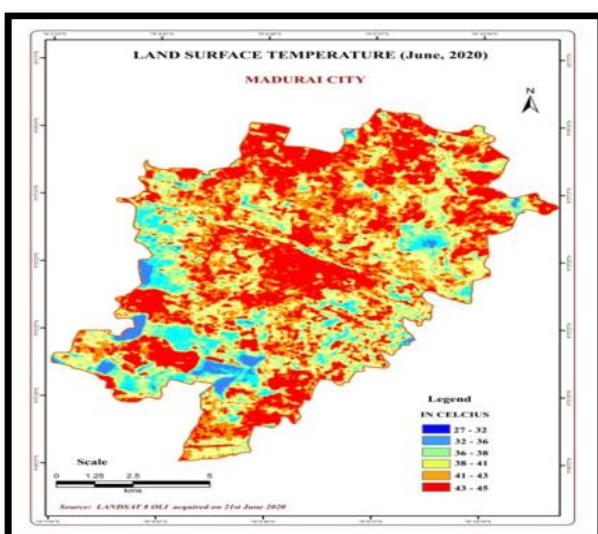 LAND SURFACE TEMPERATURE (June, 2020)
MADURAI CITY
N
Legend
IN CELCIUS
27 - 32
32 - 36
36 - 38
38 - 41
41 - 43
43 - 45
Scale
0 1.25 2.5 5
kms
Source: LANDSAT 8 OLI acquired on 21st June 2020